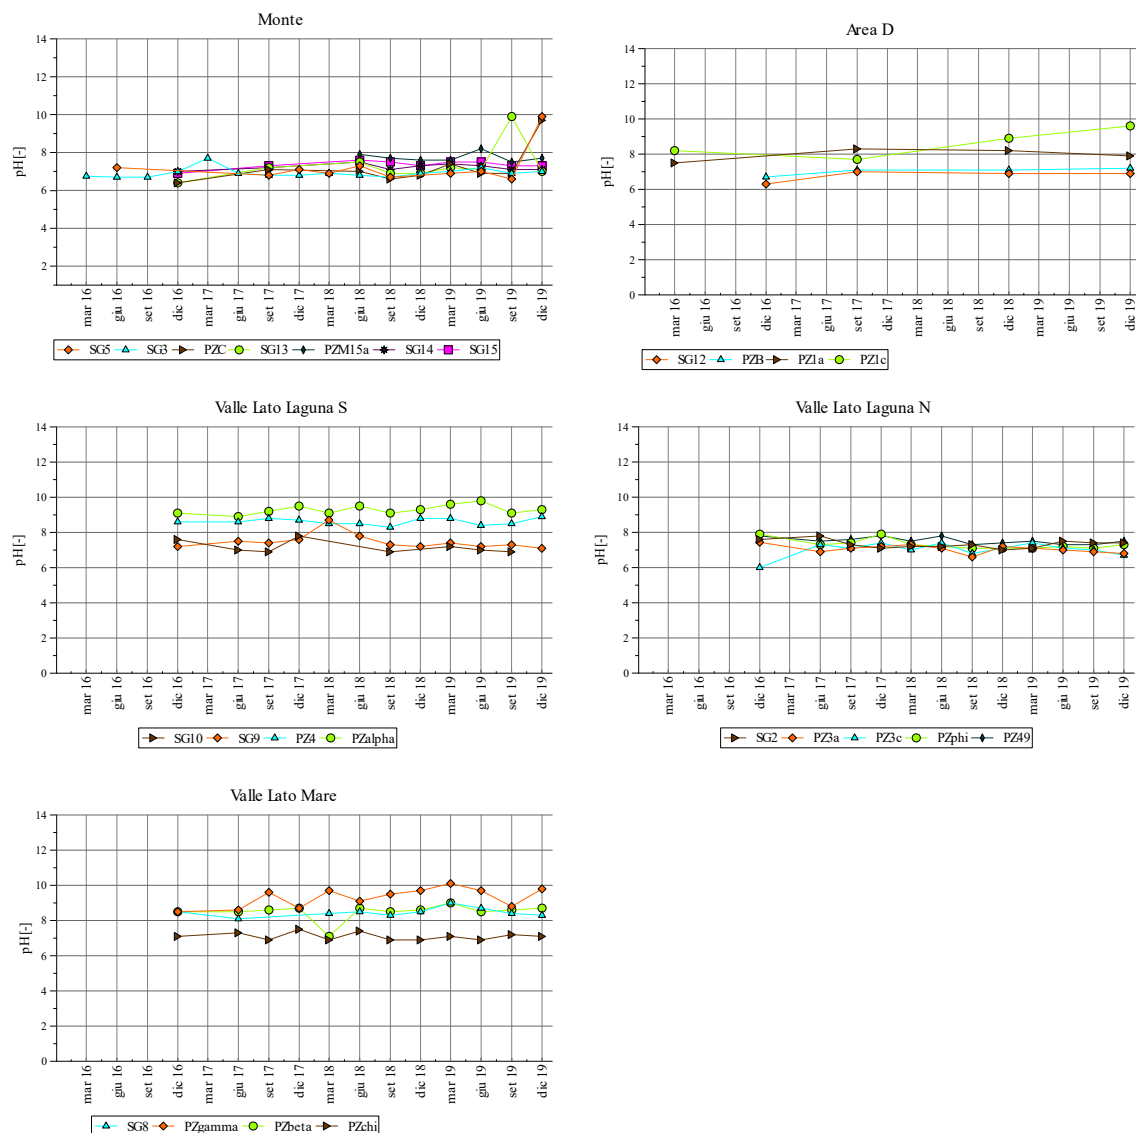 Monte
pH[-]
14
12
10
8
6
4
2
mar 16 giu 16 set 16 dic 16 mar 17 giu 17 set 17 dic 17 mar 18 giu 18 set 18 dic 18 mar 19 giu 19 set 19 dic 19
SG5 SG3 PZC SG13 PZM15a SG14 SG15
Area D
pH[-]
14
12
10
8
6
4
2
0
mar 16 giu 16 set 16 dic 16 mar 17 giu 17 set 17 dic 17 mar 18 giu 18 set 18 dic 18 mar 19 giu 19 set 19 dic 19
SG12 PZB PZ1a PZ1c
Valle Lato Laguna S
pH[-]
14
12
10
8
6
4
2
0
mar 16 giu 16 set 16 dic 16 mar 17 giu 17 set 17 dic 17 mar 18 giu 18 set 18 dic 18 mar 19 giu 19 set 19 dic 19
SG10 SG9 PZ4 PZalpha
Valle Lato Laguna N
pH[-]
14
12
10
8
6
4
2
0
mar 16 giu 16 set 16 dic 16 mar 17 giu 17 set 17 dic 17 mar 18 giu 18 set 18 dic 18 mar 19 giu 19 set 19 dic 19
SG2 PZ3a PZ3c PZphi PZ49
Valle Lato Mare
pH[-]
14
12
10
8
6
4
2
0
mar 16 giu 16 set 16 dic 16 mar 17 giu 17 set 17 dic 17 mar 18 giu 18 set 18 dic 18 mar 19 giu 19 set 19 dic 19
SG8 PZgamma PZbeta PZchi